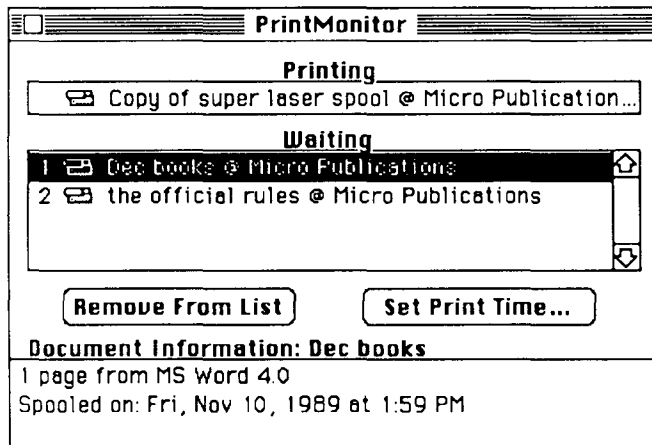 PrintMonitor
Printing
Copy of super laser spool @ Micro Publication...
Waiting
1 Dec books @ Micro Publications
2 the official rules @ Micro Publications
Remove From List
Set Print Time...
Document Information: Dec books
1 page from MS Word 4.0
Spooled on: Fri, Nov 10, 1989 at 1:59 PM